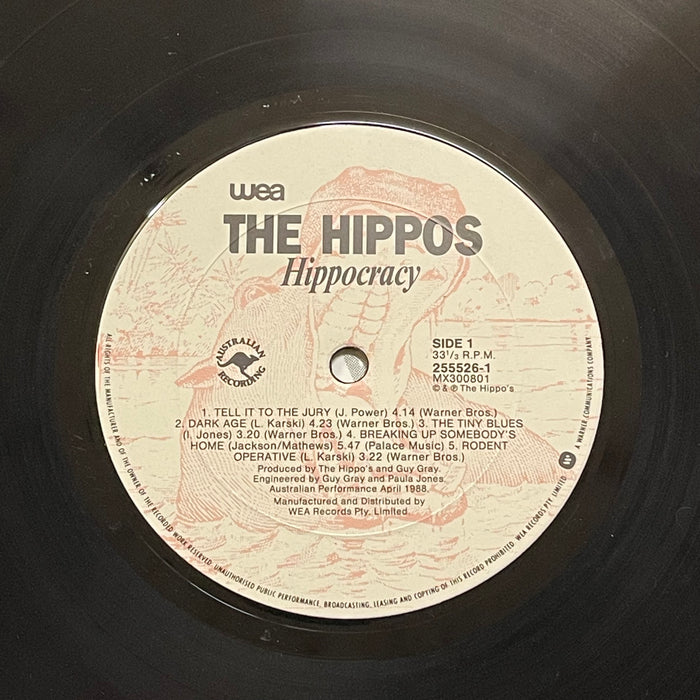 wea
THE HIPPOS
Hippocracy
AUSTRALIAN
RECORDING
SIDE 1
33⅓ R.P.M.
255526-1
MX300801
© & ℗ The Hippo's
1. TELL IT TO THE JURY (J. Power) 4.14 (Warner Bros.)
2. DARK AGE (L. Karski) 4.23 (Warner Bros.) 3. THE TINY BLUES
(I. Jones) 3.20 (Warner Bros.) 4. BREAKING UP SOMEBODY'S
HOME (Jackson/Mathews) 5.47 (Palace Music) 5. RODENT
OPERATIVE (L. Karski) 3.22 (Warner Bros.)
Produced by The Hippo's and Guy Gray.
Engineered by Guy Gray and Paula Jones.
Australian Performance April 1988.
Manufactured and Distributed by
WEA Records Pty. Limited.
ALL RIGHTS OF THE MANUFACTURER AND OF THE OWNER OF THE RECORDED WORK RESERVED. UNAUTHORISED PUBLIC PERFORMANCE, BROADCASTING, LEASING AND COPYING OF THIS RECORD PROHIBITED. WEA RECORDS PTY. LIMITED A WARNER COMMUNICATIONS COMPANY